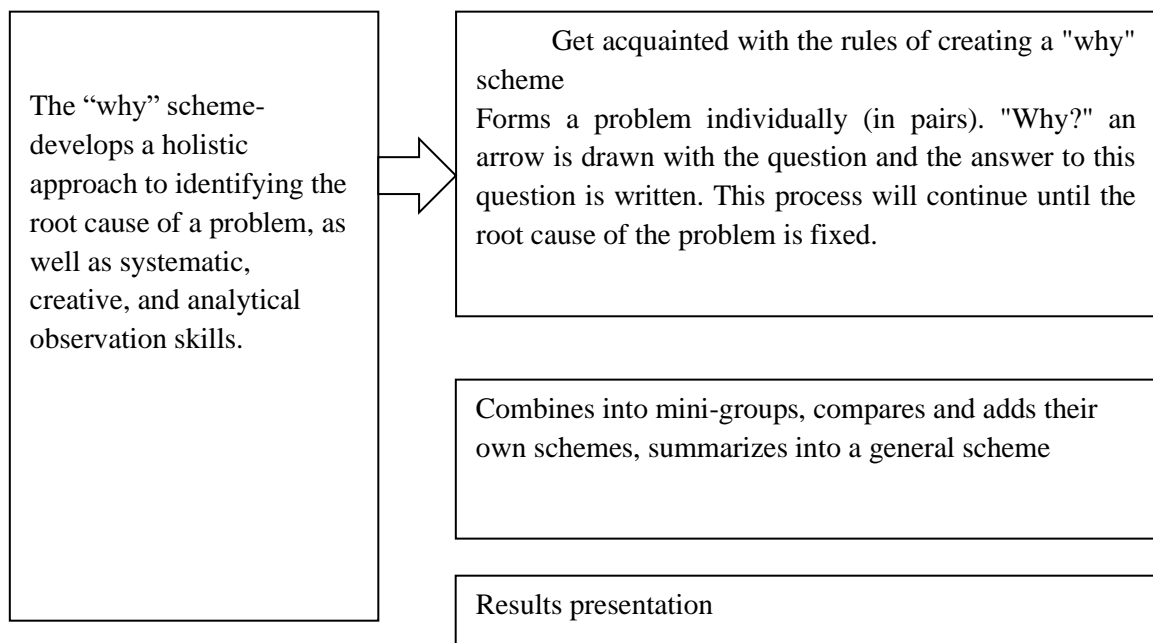 The “why” scheme-
develops a holistic
approach to identifying the
root cause of a problem, as
well as systematic,
creative, and analytical
observation skills.
Get acquainted with the rules of creating a "why"
scheme
Forms a problem individually (in pairs). "Why?" an
arrow is drawn with the question and the answer to this
question is written. This process will continue until the
root cause of the problem is fixed.
Combines into mini-groups, compares and adds their
own schemes, summarizes into a general scheme
Results presentation